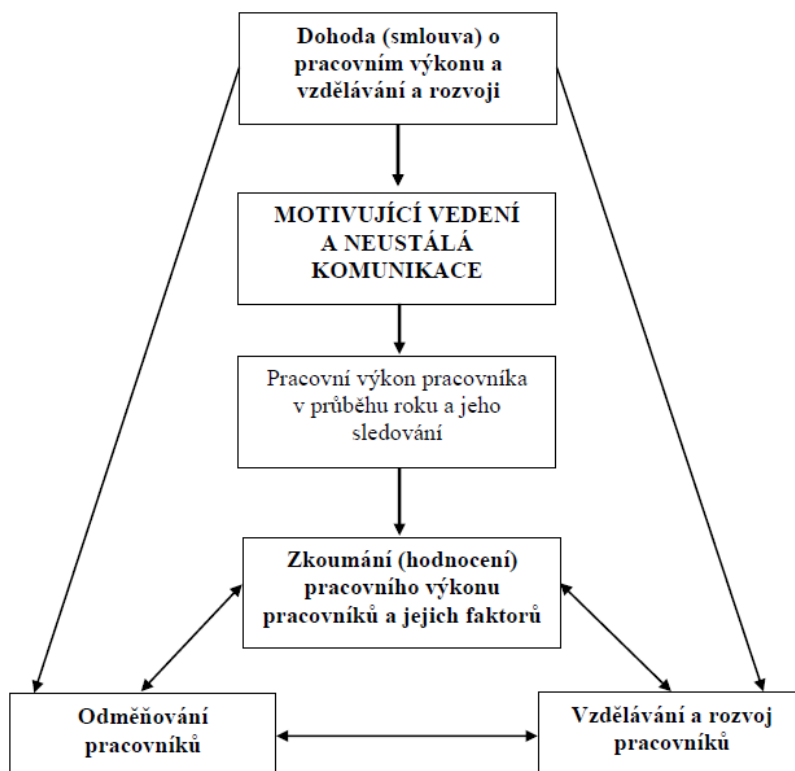 Dohoda (smlouva) o
pracovním výkonu a
vzdělávání a rozvoji
MOTIVUJÍCÍ VEDENÍ
A NEUSTÁLÁ
KOMUNIKACE
Pracovní výkon pracovníka
v průběhu roku a jeho
sledování
Zkoumání (hodnocení)
pracovního výkonu
pracovníků a jejich faktorů
Odměňování
pracovníků
Vzdělávání a rozvoj
pracovníků